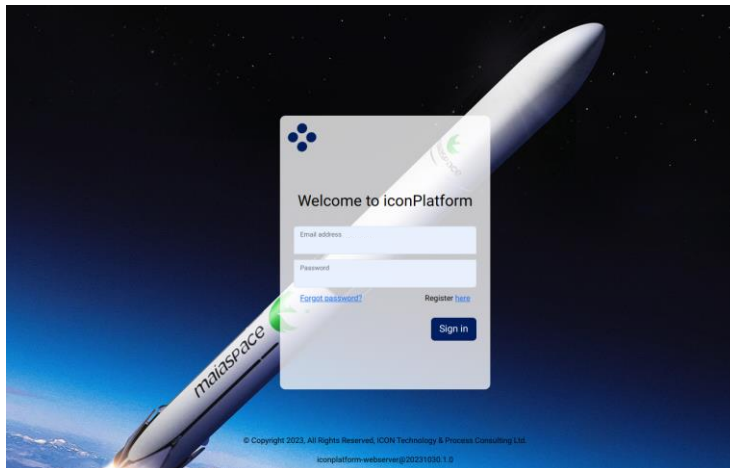 maiaspace
Welcome to iconPlatform
Email address
Password
Forgot password?
Register here
Sign in
maiaspace
© Copyright 2023, All Rights Reserved, ICON Technology & Process Consulting Ltd.
iconplatform-webserver@20231030.1.0